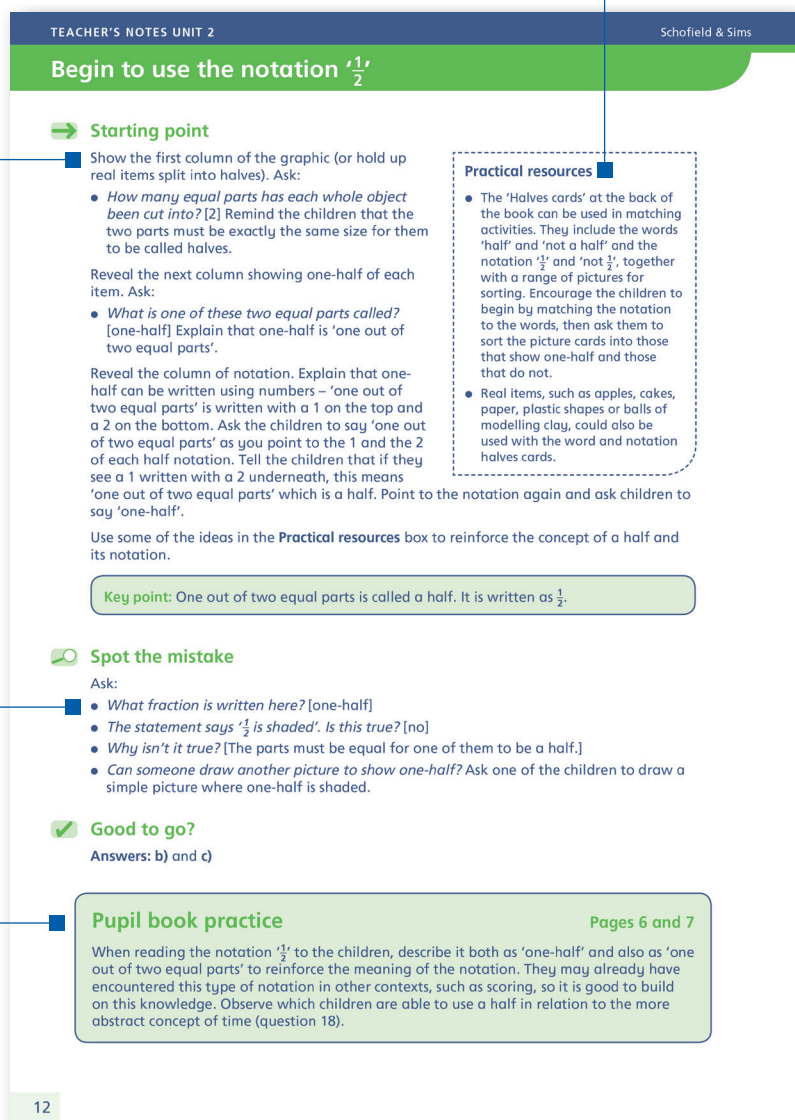 TEACHER'S NOTES UNIT 2
Schofield & Sims
Begin to use the notation '½'
Starting point
Show the first column of the graphic (or hold up
real items split into halves). Ask:
• How many equal parts has each whole object
been cut into? [2] Remind the children that the
two parts must be exactly the same size for them
to be called halves.
Reveal the next column showing one-half of each
item. Ask:
• What is one of these two equal parts called?
[one-half] Explain that one-half is 'one out of
two equal parts'.
Reveal the column of notation. Explain that one-
half can be written using numbers – 'one out of
two equal parts' is written with a 1 on the top and
a 2 on the bottom. Ask the children to say 'one out
of two equal parts' as you point to the 1 and the 2
of each half notation. Tell the children that if they
see a 1 written with a 2 underneath, this means
'one out of two equal parts' which is a half. Point to the notation again and ask children to
say 'one-half'.
Use some of the ideas in the Practical resources box to reinforce the concept of a half and
its notation.
Practical resources
• The 'Halves cards' at the back of
the book can be used in matching
activities. They include the words
'half' and 'not a half' and the
notation '½' and 'not ½', together
with a range of pictures for
sorting. Encourage the children to
begin by matching the notation
to the words, then ask them to
sort the picture cards into those
that show one-half and those
that do not.
• Real items, such as apples, cakes,
paper, plastic shapes or balls of
modelling clay, could also be
used with the word and notation
halves cards.
Key point: One out of two equal parts is called a half. It is written as ½.
Spot the mistake
Ask:
• What fraction is written here? [one-half]
• The statement says '½ is shaded'. Is this true? [no]
• Why isn't it true? [The parts must be equal for one of them to be a half.]
• Can someone draw another picture to show one-half? Ask one of the children to draw a
simple picture where one-half is shaded.
Good to go?
Answers: b) and c)
Pupil book practice
Pages 6 and 7
When reading the notation '½' to the children, describe it both as 'one-half' and also as 'one
out of two equal parts' to reinforce the meaning of the notation. They may already have
encountered this type of notation in other contexts, such as scoring, so it is good to build
on this knowledge. Observe which children are able to use a half in relation to the more
abstract concept of time (question 18).
12